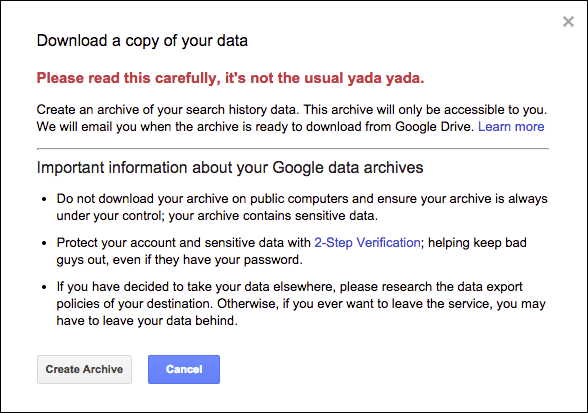 Download a copy of your data
Please read this carefully, it's not the usual yada yada.
Create an archive of your search history data. This archive will only be accessible to you.
We will email you when the archive is ready to download from Google Drive. Learn more
Important information about your Google data archives
• Do not download your archive on public computers and ensure your archive is always
under your control; your archive contains sensitive data.
• Protect your account and sensitive data with 2-Step Verification; helping keep bad
guys out, even if they have your password.
• If you have decided to take your data elsewhere, please research the data export
policies of your destination. Otherwise, if you ever want to leave the service, you may
have to leave your data behind.
Create Archive
Cancel